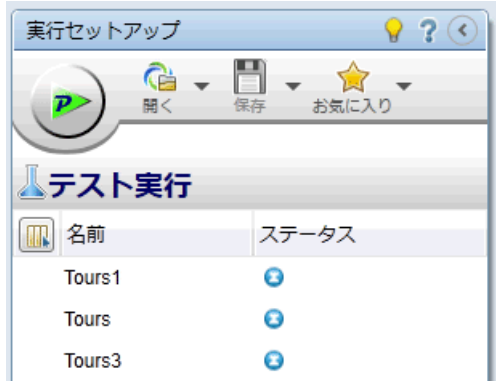 実行セットアップ
開く 保存 お気に入り
テスト実行
名前 ステータス
Tours1
Tours
Tours3